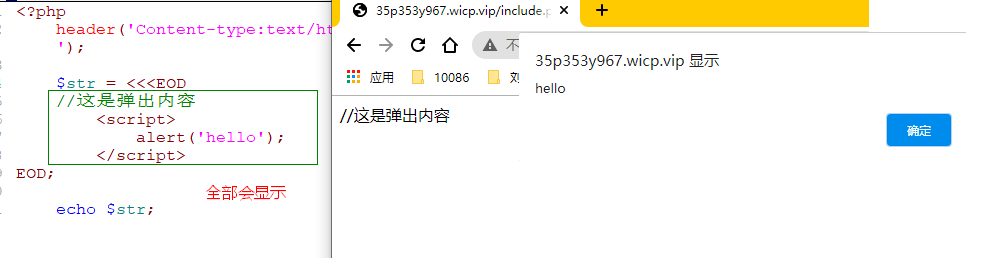 <?php
header('Content-type:text/ht
');
$str = <<<EOD
//这是弹出内容
<script>
alert('hello');
</script>
EOD;
全部会显示
echo $str;
35p353y967.wicp.vip/include.p
应用
10086
35p353y967.wicp.vip 显示
hello
确定
//这是弹出内容